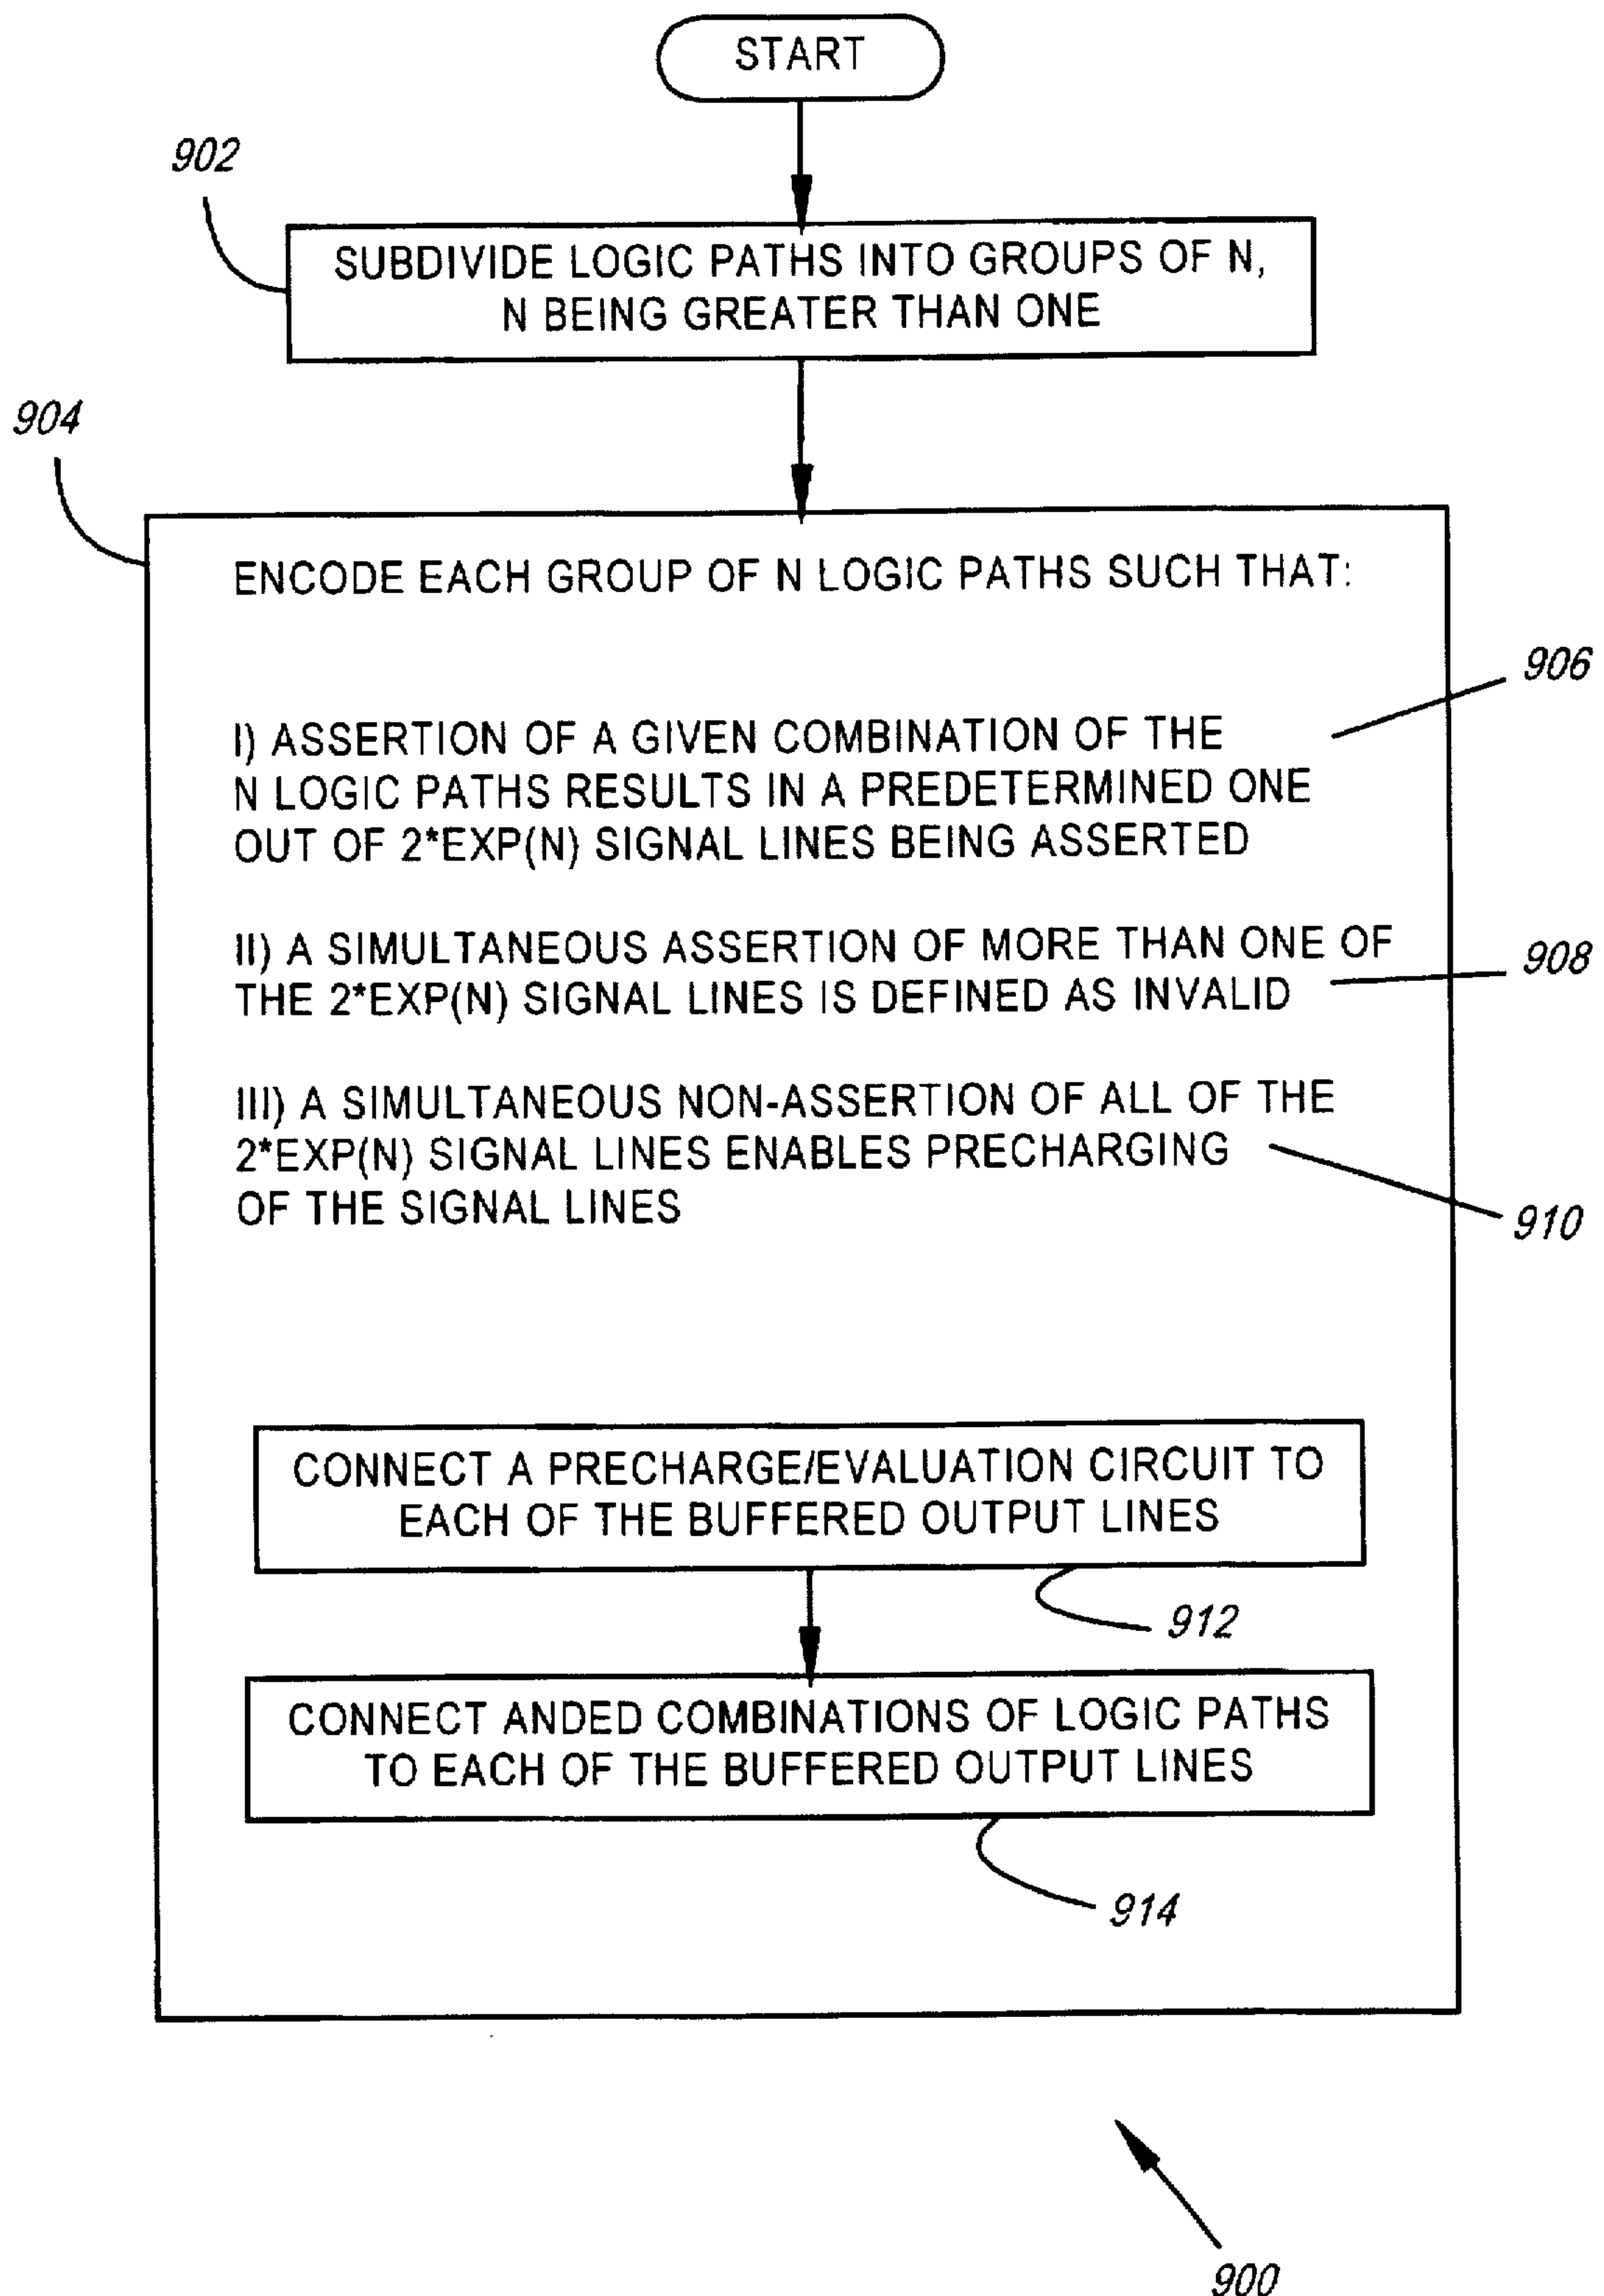 START
902
SUBDIVIDE LOGIC PATHS INTO GROUPS OF N,
N BEING GREATER THAN ONE
904
ENCODE EACH GROUP OF N LOGIC PATHS SUCH THAT:
906
I) ASSERTION OF A GIVEN COMBINATION OF THE
N LOGIC PATHS RESULTS IN A PREDETERMINED ONE
OUT OF 2*EXP(N) SIGNAL LINES BEING ASSERTED
II) A SIMULTANEOUS ASSERTION OF MORE THAN ONE OF
THE 2*EXP(N) SIGNAL LINES IS DEFINED AS INVALID
908
III) A SIMULTANEOUS NON-ASSERTION OF ALL OF THE
2*EXP(N) SIGNAL LINES ENABLES PRECHARGING
OF THE SIGNAL LINES
910
CONNECT A PRECHARGE/EVALUATION CIRCUIT TO
EACH OF THE BUFFERED OUTPUT LINES
912
CONNECT ANDED COMBINATIONS OF LOGIC PATHS
TO EACH OF THE BUFFERED OUTPUT LINES
914
900